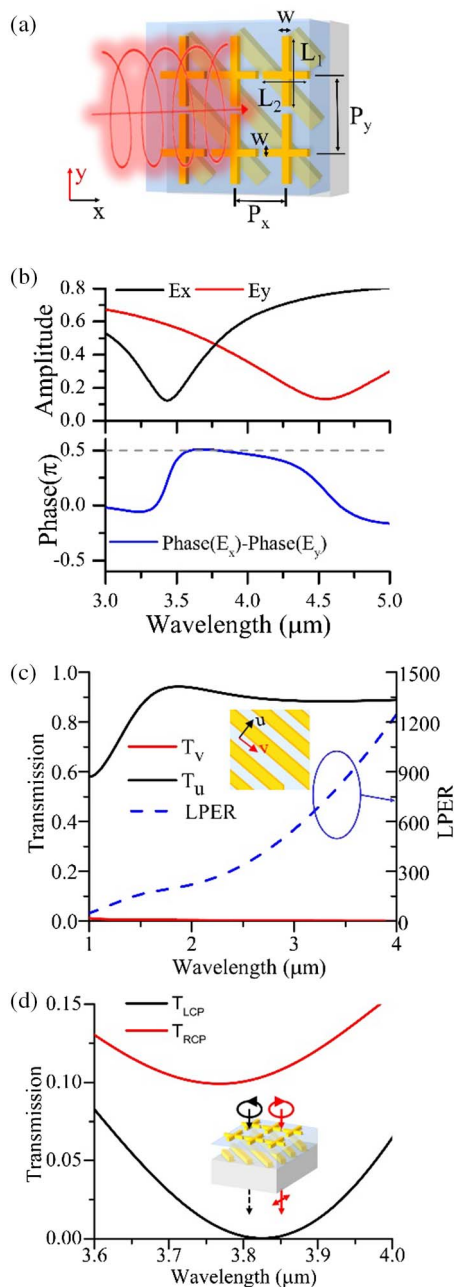 (a)
w
L1
L2
w
Py
Px
y
x
(b)
Ex Ey
0.8
0.6
0.4
0.2
0.0
Amplitude
0.5
0.0
-0.5
Phase(π)
Phase(Ex)-Phase(Ey)
3.0 3.5 4.0 4.5 5.0
Wavelength (μm)
(c)
1.0
0.8
0.6
0.4
0.2
0.0
Transmission
u
v
Tv
Tu
LPER
1500
1200
900
600
300
0
LPER
1 2 3 4
Wavelength (μm)
(d)
TLCP
TRCP
0.15
0.10
0.05
0.00
Transmission
3.6 3.7 3.8 3.9 4.0
Wavelength (μm)